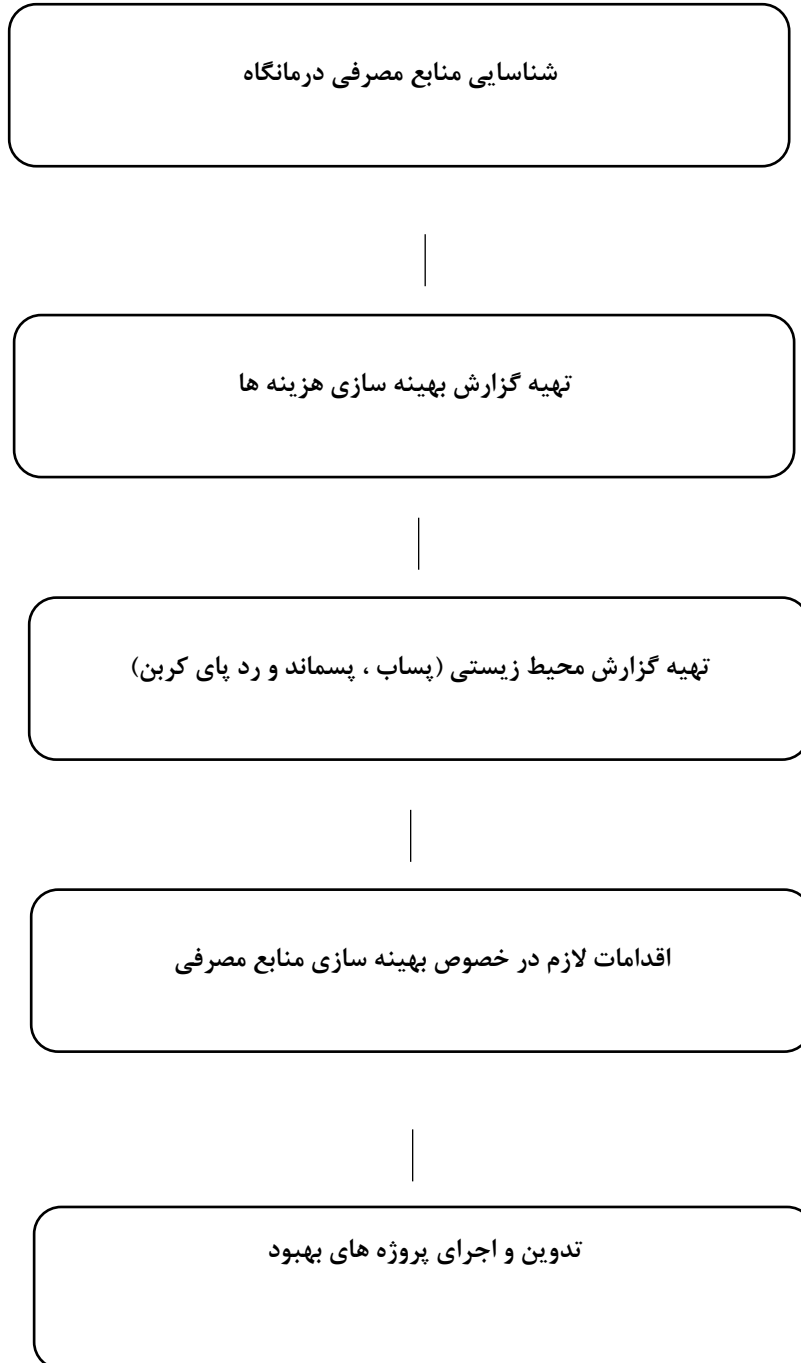 شناسایی منابع مصرفی درمانگاه
تهیه گزارش بهینه سازی هزینه ها
تهیه گزارش محیط زیستی (پساب ، پسماند و رد پای کربن)
اقدامات لازم در خصوص بهینه سازی منابع مصرفی
تدوین و اجرای پروژه های بهبود